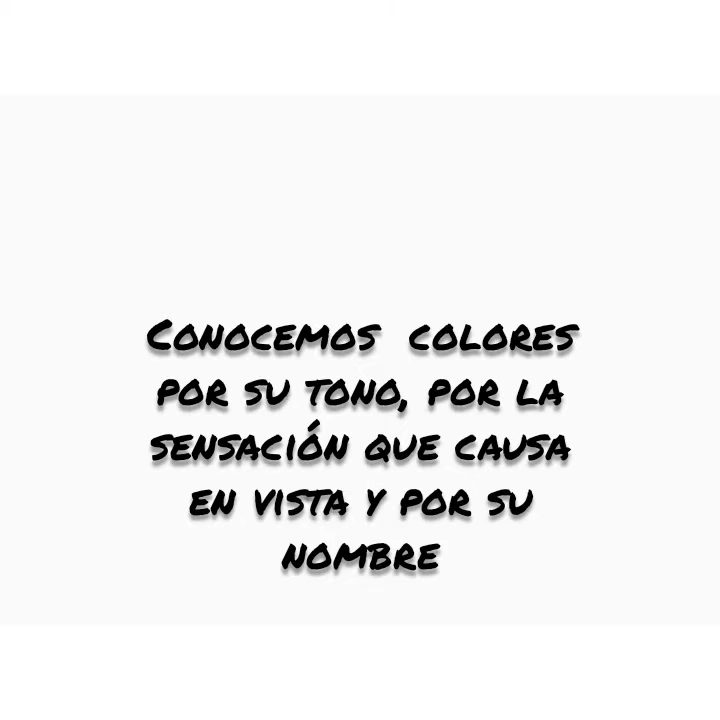 Conocemos colores
por su tono, por la
sensación que causa
en vista y por su
nombre